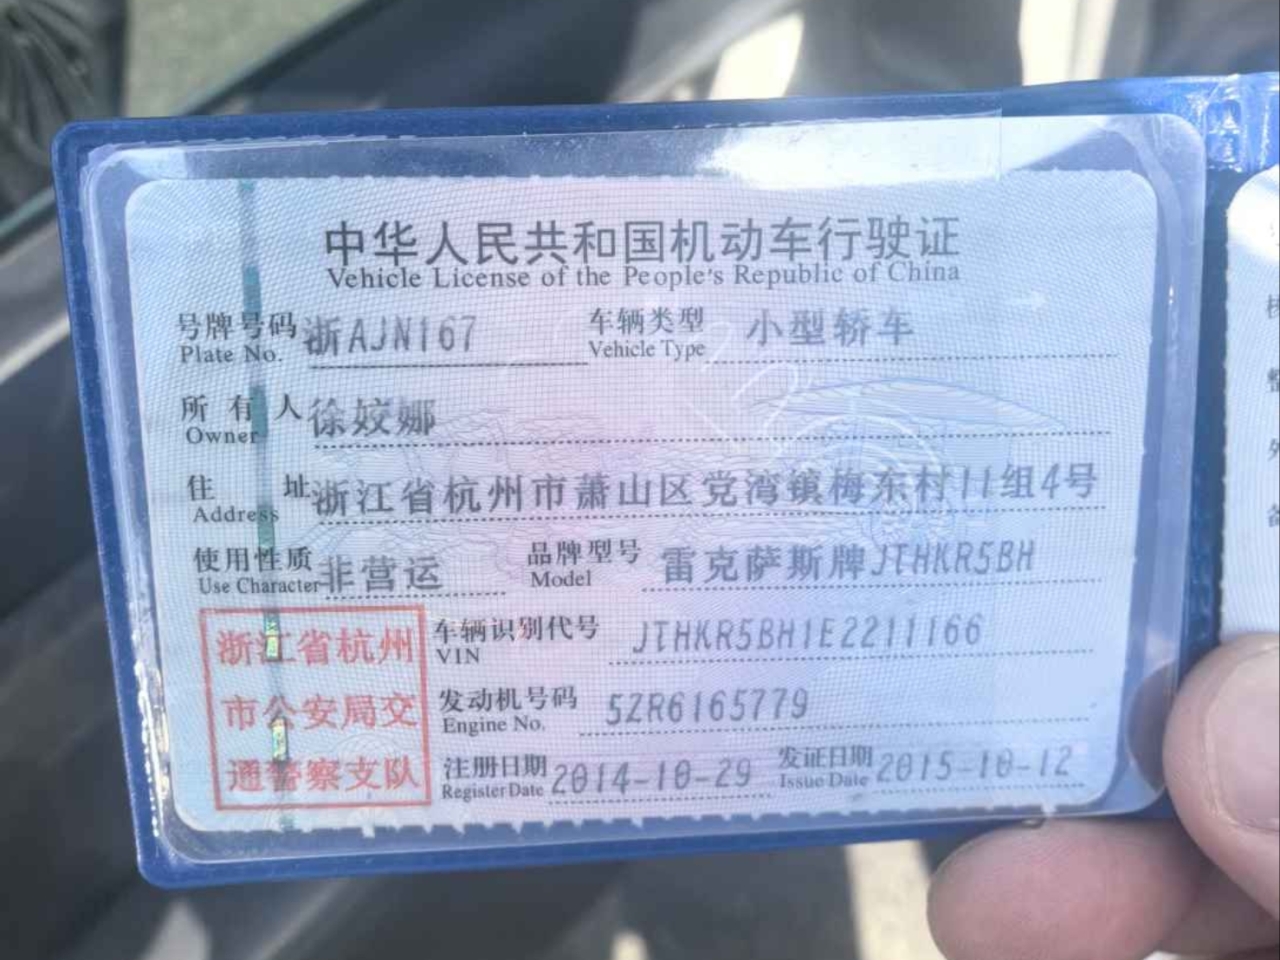 中华人民共和国机动车行驶证
Vehicle License of the People's Republic of China
号牌号码 浙AJN167 车辆类型 小型轿车
Plate No. Vehicle Type
所有人 徐姣娜
Owner
住址 浙江省杭州市萧山区党湾镇梅东村11组4号
Address
使用性质 非营运 品牌型号 雷克萨斯牌JTHKR5BH
Use Character Model
浙江省杭州
市公安局交
通警察支队
车辆识别代号 JTHKR5BH1E2211166
VIN
发动机号码 5ZR6165779
Engine No.
注册日期 2014-10-29 发证日期 2015-10-12
Register Date Issue Date